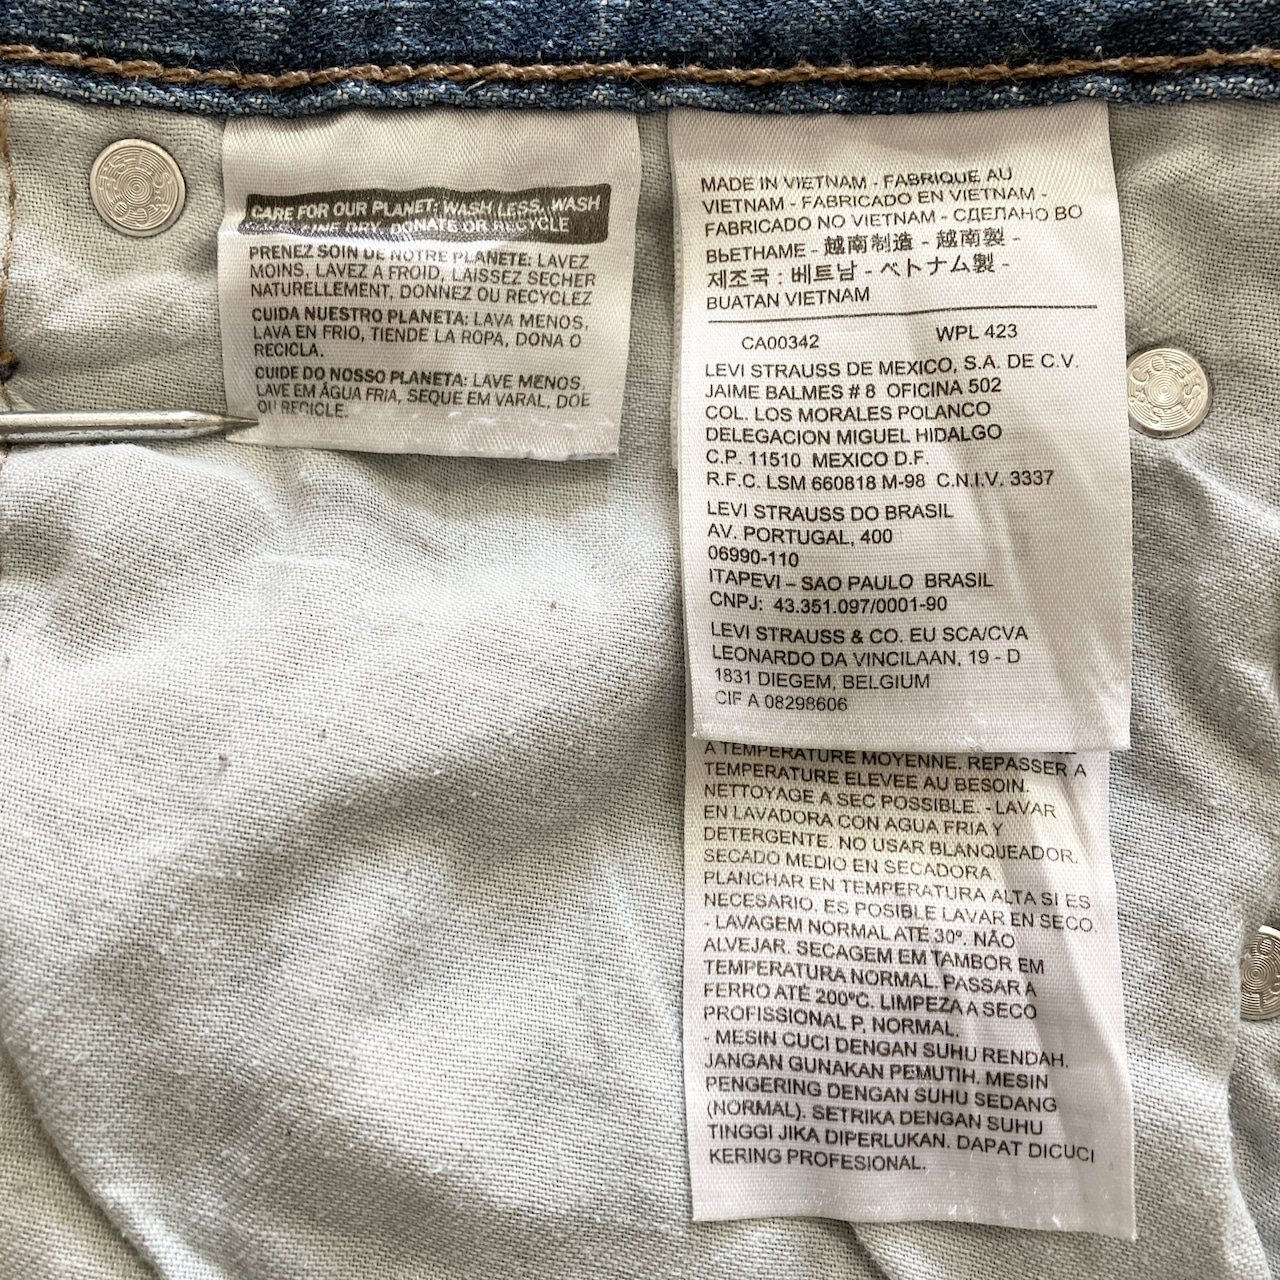 CARE FOR OUR PLANET: WASH LESS, WASH
LINE DRY, DONATE OR RECYCLE
PRENEZ SOIN DE NOTRE PLANETE: LAVEZ
MOINS, LAVEZ A FROID, LAISSEZ SECHER
NATURELLEMENT, DONNEZ OU RECYCLEZ
CUIDA NUESTRO PLANETA: LAVA MENOS,
LAVA EN FRIO, TIENDE LA ROPA, DONA O
RECICLA.
CUIDE DO NOSSO PLANETA: LAVE MENOS,
LAVE EM ÁGUA FRIA, SEQUE EM VARAL, DOE
OU RECICLE.
MADE IN VIETNAM - FABRIQUE AU
VIETNAM - FABRICADO EN VIETNAM -
FABRICADO NO VIETNAM - СДЕЛАНО ВО
ВЬЕТНАМЕ - 越南制造 - 越南製 -
제조국 : 베트남 - ベトナム製 -
BUATAN VIETNAM
CA00342 WPL 423
LEVI STRAUSS DE MEXICO, S.A. DE C.V.
JAIME BALMES # 8 OFICINA 502
COL. LOS MORALES POLANCO
DELEGACION MIGUEL HIDALGO
C.P. 11510 MEXICO D.F.
R.F.C. LSM 660818 M-98 C.N.I.V. 3337
LEVI STRAUSS DO BRASIL
AV. PORTUGAL, 400
06990-110
ITAPEVI – SAO PAULO BRASIL
CNPJ: 43.351.097/0001-90
LEVI STRAUSS & CO. EU SCA/CVA
LEONARDO DA VINCILAAN, 19 - D
1831 DIEGEM, BELGIUM
CIF A 08298606
A TEMPERATURE MOYENNE. REPASSER A
TEMPERATURE ELEVEE AU BESOIN.
NETTOYAGE A SEC POSSIBLE. - LAVAR
EN LAVADORA CON AGUA FRIA Y
DETERGENTE. NO USAR BLANQUEADOR.
SECADO MEDIO EN SECADORA
PLANCHAR EN TEMPERATURA ALTA SI ES
NECESARIO. ES POSIBLE LAVAR EN SECO.
- LAVAGEM NORMAL ATÉ 30º. NÃO
ALVEJAR. SECAGEM EM TAMBOR EM
TEMPERATURA NORMAL. PASSAR A
FERRO ATÉ 200ºC. LIMPEZA A SECO
PROFISSIONAL P, NORMAL.
- MESIN CUCI DENGAN SUHU RENDAH.
JANGAN GUNAKAN PEMUTIH. MESIN
PENGERING DENGAN SUHU SEDANG
(NORMAL). SETRIKA DENGAN SUHU
TINGGI JIKA DIPERLUKAN. DAPAT DICUCI
KERING PROFESIONAL.